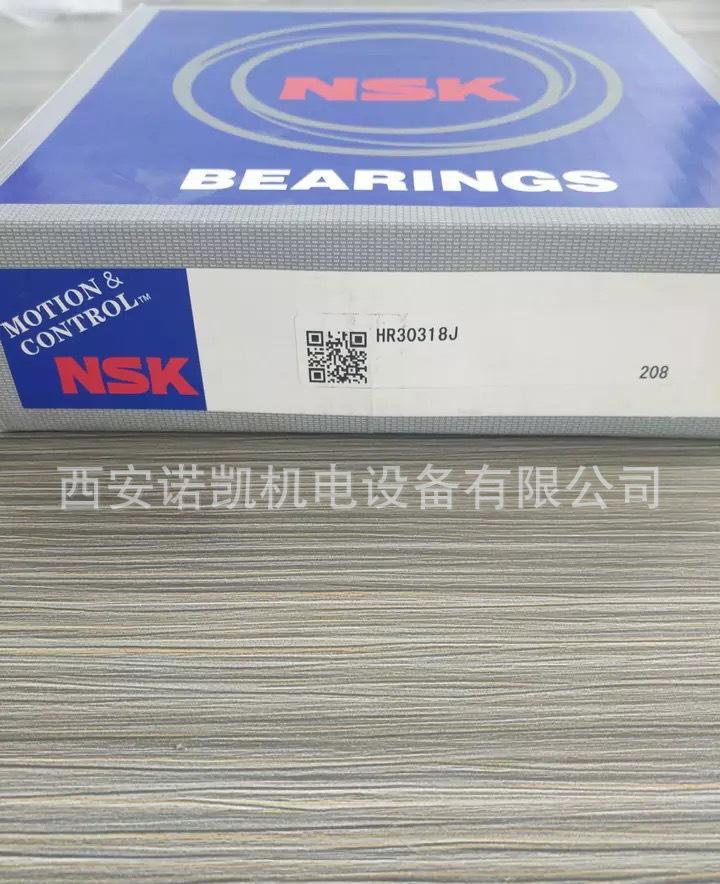 NSK
BEARINGS
MOTION &
CONTROL™
NSK
HR30318J
208
西安诺凯机电设备有限公司